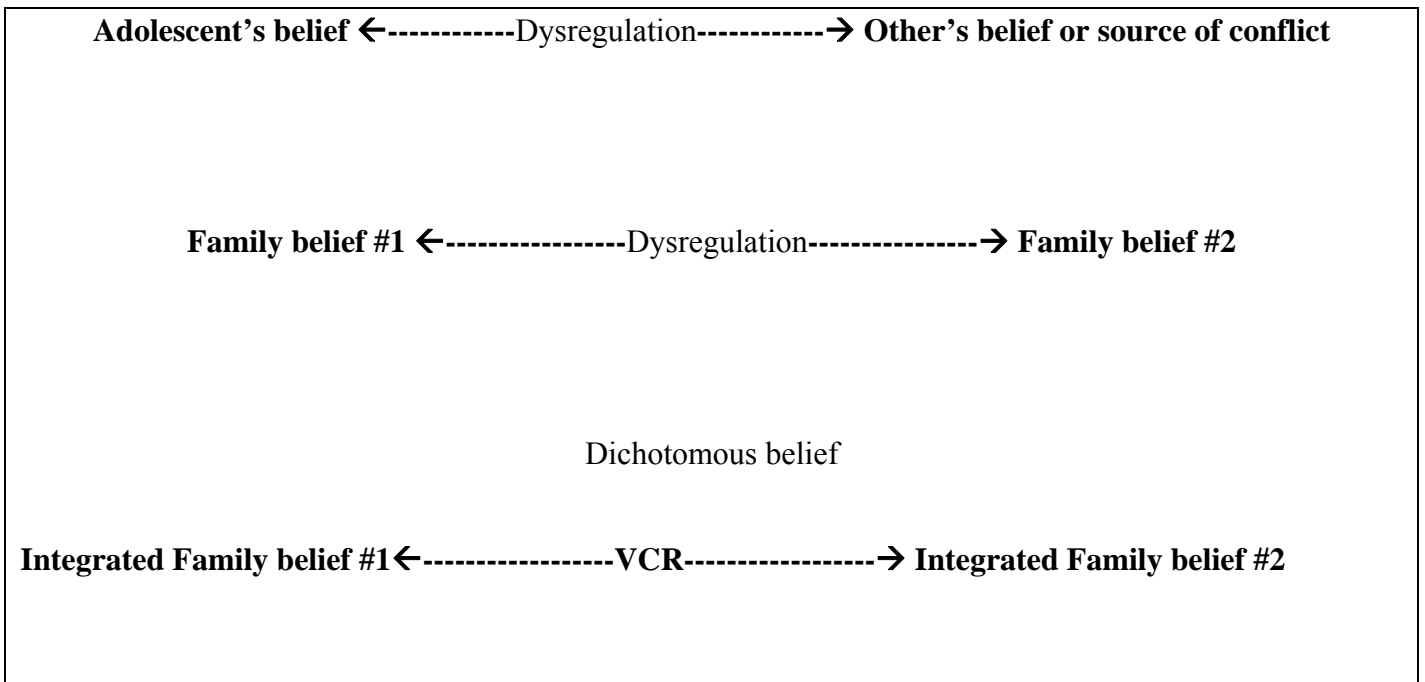 Adolescent's belief ←------------Dysregulation------------→ Other's belief or source of conflict
Family belief #1 ←-----------------Dysregulation----------------→ Family belief #2
Dichotomous belief
Integrated Family belief #1←------------------VCR------------------→ Integrated Family belief #2